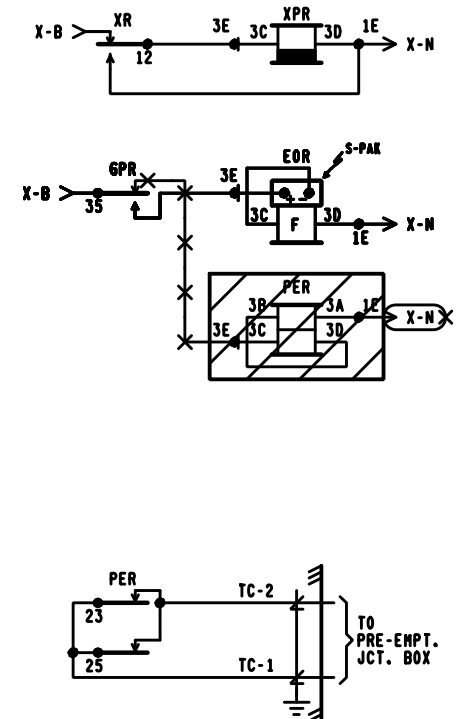 XR
XPR
X-B
3E
3C
3D
1E
X-N
12
GPR
3E
EOR
S-PAK
X-B
35
+ -
3C
F
3D
1E
X-N
PER
3B
3A
1E
X-N
3E
3C
3D
PER
TC-2
23
25
TC-1
TO
PRE-EMPT.
JCT. BOX